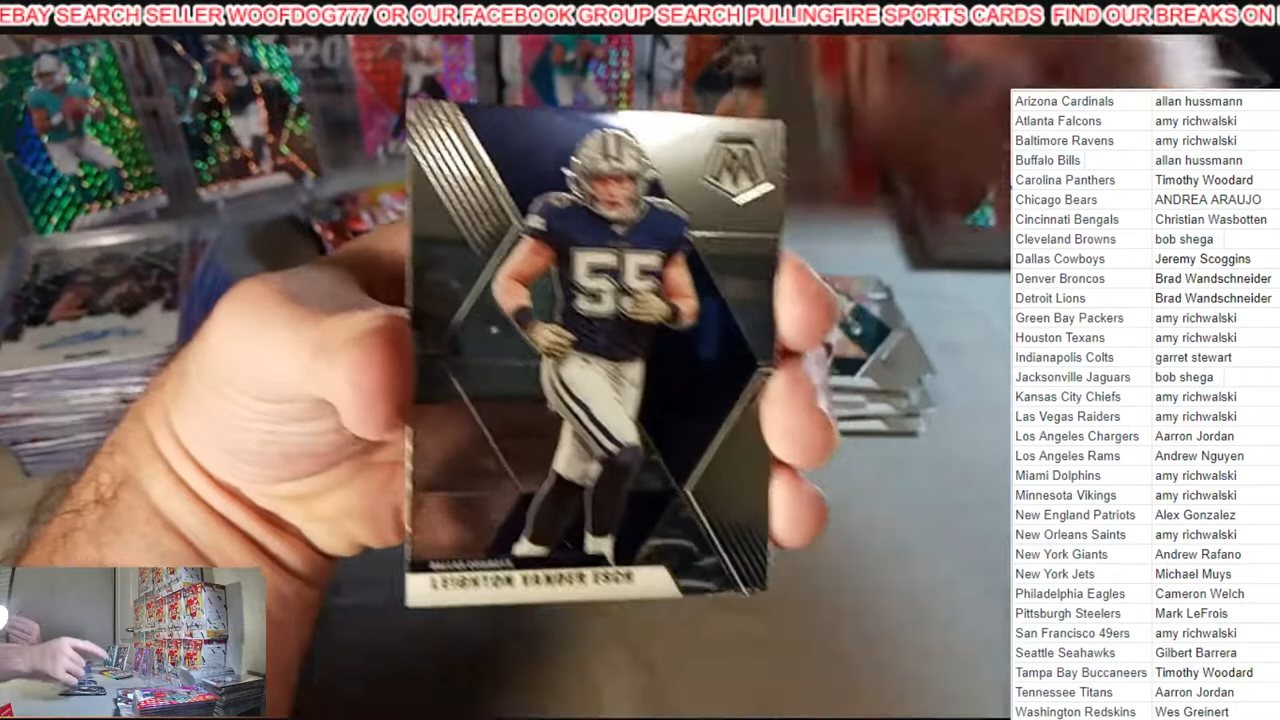 EBAY SEARCH SELLER WOOFDOG777 OR OUR FACEBOOK GROUP SEARCH PULLINGFIRE SPORTS CARDS FIND OUR BREAKS ON
20
M
55
DALLAS COWBOYS
LEIGHTON VANDER ESCH
Arizona Cardinals allan hussmann
Atlanta Falcons amy richwalski
Baltimore Ravens amy richwalski
Buffalo Bills allan hussmann
Carolina Panthers Timothy Woodard
Chicago Bears ANDREA ARAUJO
Cincinnati Bengals Christian Wasbotten
Cleveland Browns bob shega
Dallas Cowboys Jeremy Scoggins
Denver Broncos Brad Wandschneider
Detroit Lions Brad Wandschneider
Green Bay Packers amy richwalski
Houston Texans amy richwalski
Indianapolis Colts garret stewart
Jacksonville Jaguars bob shega
Kansas City Chiefs amy richwalski
Las Vegas Raiders amy richwalski
Los Angeles Chargers Aarron Jordan
Los Angeles Rams Andrew Nguyen
Miami Dolphins amy richwalski
Minnesota Vikings amy richwalski
New England Patriots Alex Gonzalez
New Orleans Saints amy richwalski
New York Giants Andrew Rafano
New York Jets Michael Muys
Philadelphia Eagles Cameron Welch
Pittsburgh Steelers Mark LeFrois
San Francisco 49ers amy richwalski
Seattle Seahawks Gilbert Barrera
Tampa Bay Buccaneers Timothy Woodard
Tennessee Titans Aarron Jordan
Washington Redskins Wes Greinert